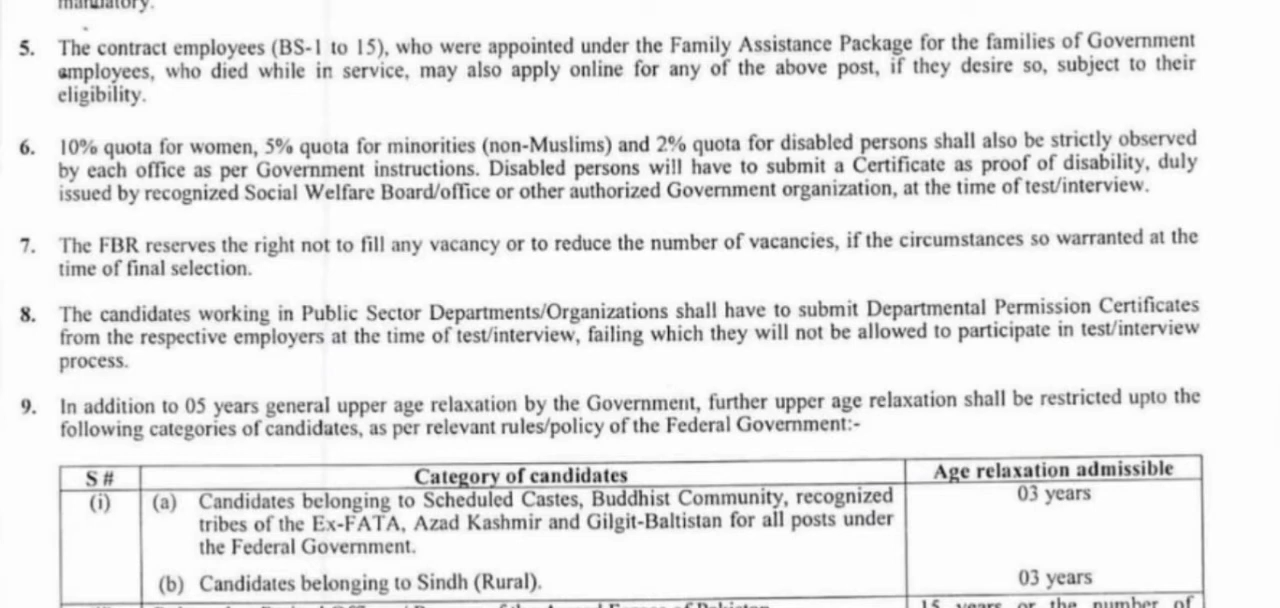 mandatory.
5. The contract employees (BS-1 to 15), who were appointed under the Family Assistance Package for the families of Government
employees, who died while in service, may also apply online for any of the above post, if they desire so, subject to their
eligibility.
6. 10% quota for women, 5% quota for minorities (non-Muslims) and 2% quota for disabled persons shall also be strictly observed
by each office as per Government instructions. Disabled persons will have to submit a Certificate as proof of disability, duly
issued by recognized Social Welfare Board/office or other authorized Government organization, at the time of test/interview.
7. The FBR reserves the right not to fill any vacancy or to reduce the number of vacancies, if the circumstances so warranted at the
time of final selection.
8. The candidates working in Public Sector Departments/Organizations shall have to submit Departmental Permission Certificates
from the respective employers at the time of test/interview, failing which they will not be allowed to participate in test/interview
process.
9. In addition to 05 years general upper age relaxation by the Government, further upper age relaxation shall be restricted upto the
following categories of candidates, as per relevant rules/policy of the Federal Government:-
S # Category of candidates Age relaxation admissible
(i) (a) Candidates belonging to Scheduled Castes, Buddhist Community, recognized 03 years
tribes of the Ex-FATA, Azad Kashmir and Gilgit-Baltistan for all posts under
the Federal Government.
(b) Candidates belonging to Sindh (Rural). 03 years
15 years or the number of